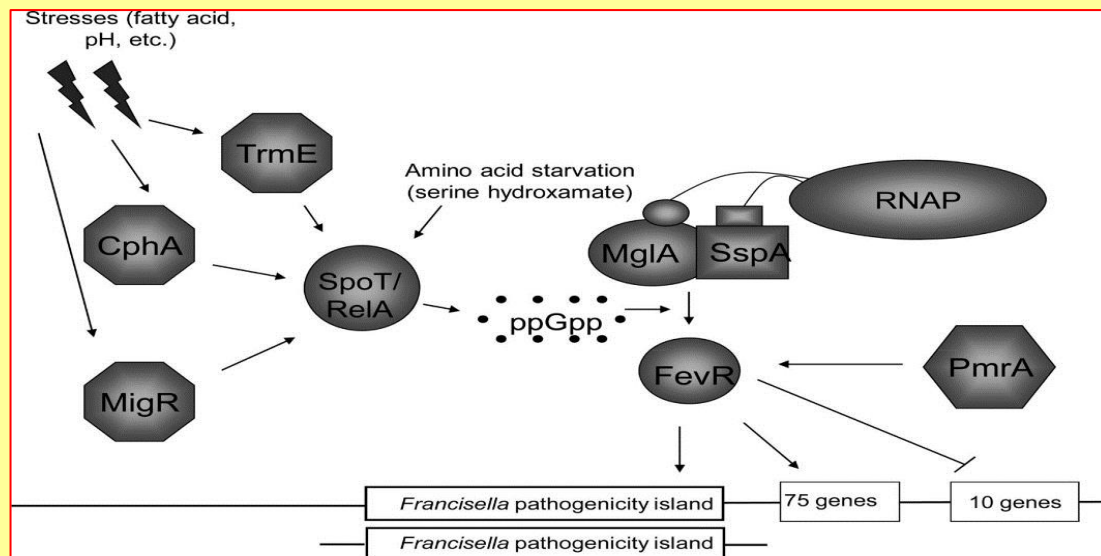 Stresses (fatty acid,
pH, etc.)
TrmE
Amino acid starvation
(serine hydroxamate)
RNAP
CphA
MglA
SspA
SpoT/
RelA
ppGpp
FevR
PmrA
MigR
Francisella pathogenicity island
75 genes
10 genes
Francisella pathogenicity island